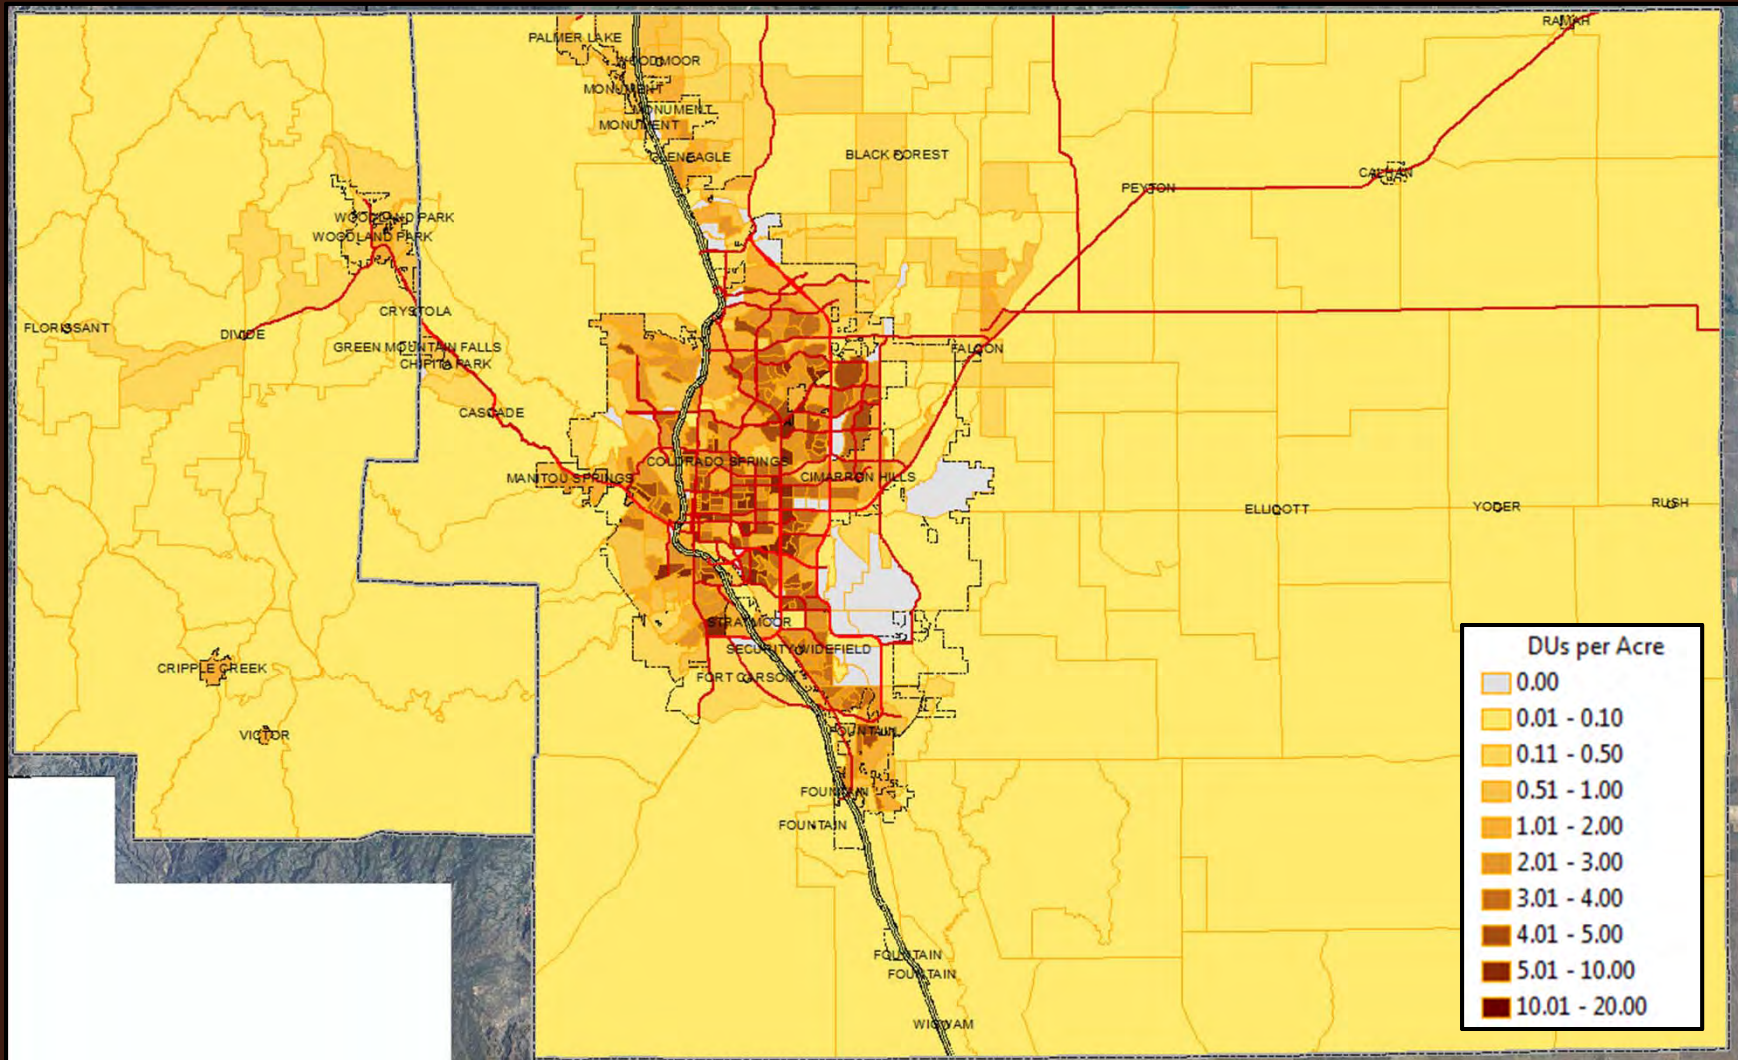 RAMAH
PALMER LAKE
WOODMOOR
MONUMENT
MONUMENT
MONUMENT
GLENEAGLE
BLACK FOREST
CALHAN
PEYTON
WOODLAND PARK
WOODLAND PARK
CRYSTOLA
FLORISSANT
DIVIDE
GREEN MOUNTAIN FALLS
FALCON
CHIPITA PARK
CASCADE
COLORADO SPRINGS
MANITOU SPRINGS
CIMARRON HILLS
ELLICOTT
YODER
RUSH
STRATMOOR
SECURITY-WIDEFIELD
CRIPPLE CREEK
FORT CARSON
VICTOR
FOUNTAIN
FOUNTAIN
FOUNTAIN
FOUNTAIN
FOUNTAIN
WIGWAM
DUs per Acre
0.00
0.01 - 0.10
0.11 - 0.50
0.51 - 1.00
1.01 - 2.00
2.01 - 3.00
3.01 - 4.00
4.01 - 5.00
5.01 - 10.00
10.01 - 20.00